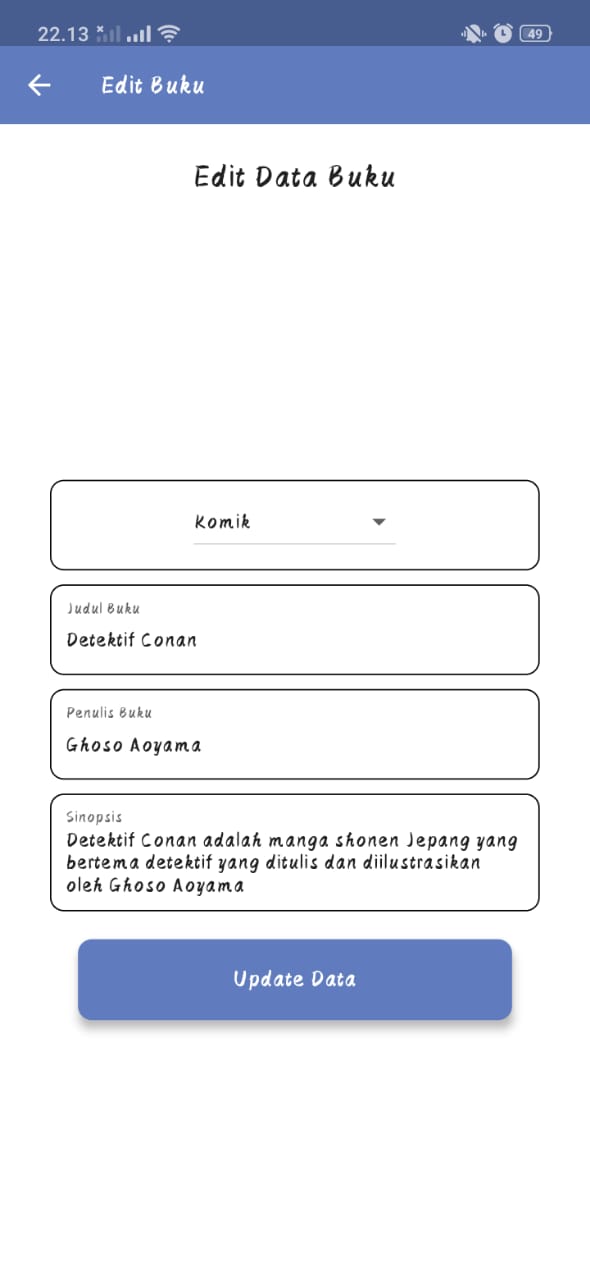 22.13
49
Edit Buku
Edit Data Buku
Komik
Judul Buku
Detektif Conan
Penulis Buku
Ghoso Aoyama
Sinopsis
Detektif Conan adalah manga shonen Jepang yang
bertema detektif yang ditulis dan diilustrasikan
oleh Ghoso Aoyama
Update Data